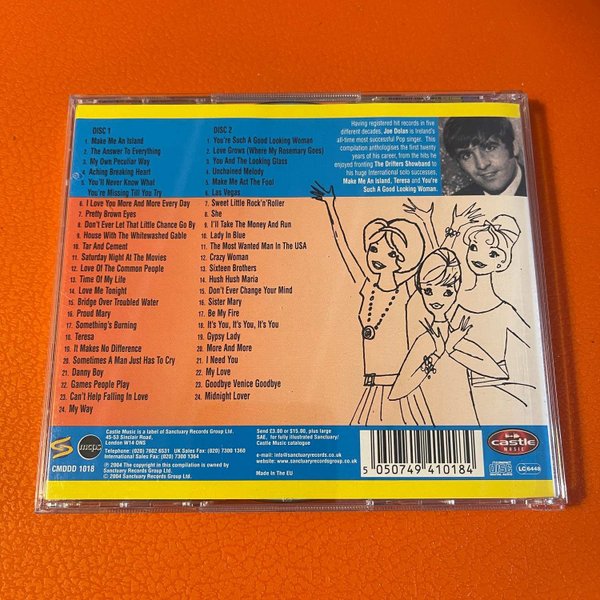 DISC 1
1. Make Me An Island
2. The Answer To Everything
3. My Own Peculiar Way
4. Aching Breaking Heart
5. You'll Never Know What
You're Missing Till You Try
6. I Love You More And More Every Day
7. Pretty Brown Eyes
8. Don't Ever Let That Little Chance Go By
9. House With The Whitewashed Gable
10. Tar And Cement
11. Saturday Night At The Movies
12. Love Of The Common People
13. Time Of My Life
14. Love Me Tonight
15. Bridge Over Troubled Water
16. Proud Mary
17. Something's Burning
18. Teresa
19. It Makes No Difference
20. Sometimes A Man Just Has To Cry
21. Danny Boy
22. Games People Play
23. Can't Help Falling In Love
24. My Way
DISC 2
1. You're Such A Good Looking Woman
2. Love Grows (Where My Rosemary Goes)
3. You And The Looking Glass
4. Unchained Melody
5. Make Me Act The Fool
6. Las Vegas
7. Sweet Little Rock'n'Roller
8. She
9. I'll Take The Money And Run
10. Lady In Blue
11. The Most Wanted Man In The USA
12. Crazy Woman
13. Sixteen Brothers
14. Hush Hush Maria
15. Don't Ever Change Your Mind
16. Sister Mary
17. Be My Fire
18. It's You, It's You, It's You
19. Gypsy Love
20. More And More
21. I Need You
22. My Love
23. Goodbye Venice Goodbye
24. Midnight Lover
Having registered hit records in five
different decades, Joe Dolan is Ireland's
all-time most successful Pop singer. This
compilation anthologises the first twenty
years of his career, from the hits he
enjoyed fronting The Drifters Showband to
his huge International solo successes.
Make Me An Island, Teresa and You're
Such A Good Looking Woman.
S
mcps
CMDDD 1018
Castle Music is a label of Sanctuary Records Group Ltd.
45-53 Sinclair Road,
London W14 0NS
Telephone: (020) 7602 6351 UK Sales Fax: (020) 7300 1360
International Sales Fax: (020) 7300 1364
℗ 2004 The copyright in this compilation is owned by
Sanctuary Records Group Ltd.
© 2004 Sanctuary Records Group Ltd.
Send £3.00 or $15.00, plus large
SAE, for fully illustrated Sanctuary/
Castle Music catalogue
e-mail: info@sanctuaryrecords.co.uk
website: www.sanctuaryrecordsgroup.co.uk
Made in The EU
5 050749 410184
castle
MUSIC
COMPACT
disc
DIGITAL AUDIO
LC 6448